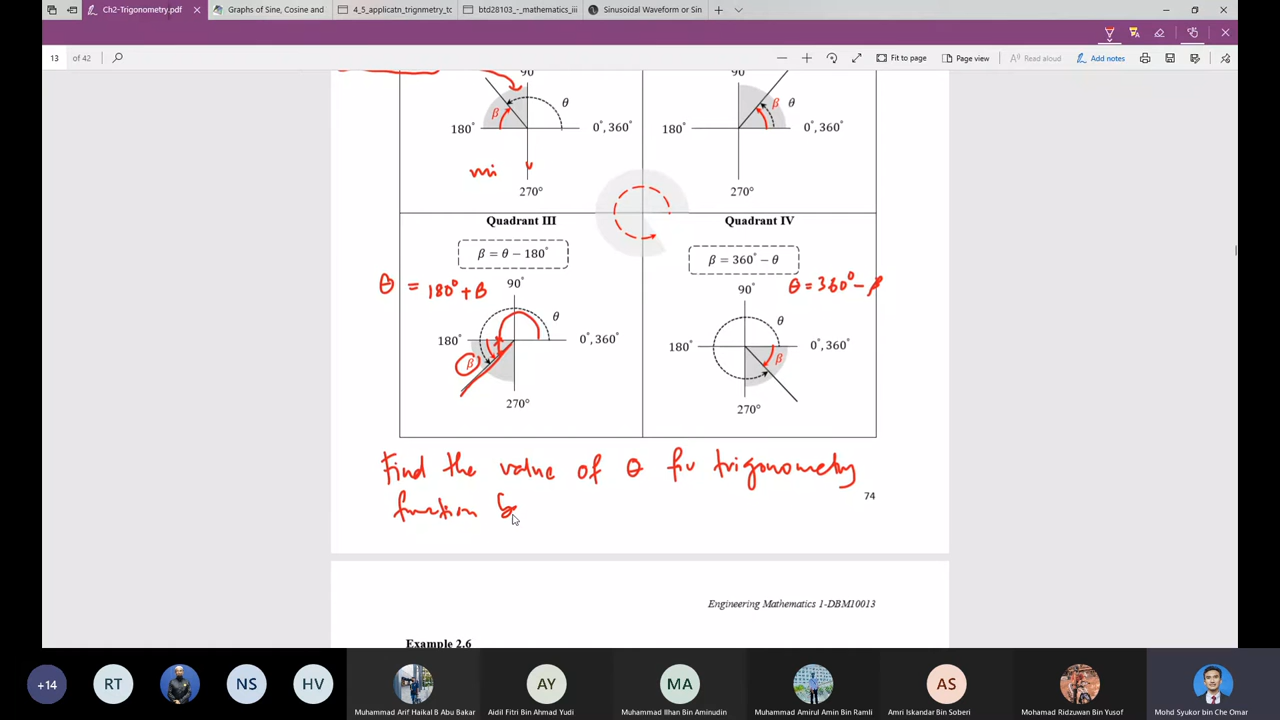 Ch2-Trigonometry.pdf
Graphs of Sine, Cosine and
4_5_applicatn_trignmetry_tc
btd28103_-_mathematics_iii
Sinusoidal Waveform or Sin
13 of 42
Fit to page
Page view
Read aloud
Add notes
90° 90°
β θ β θ
180° 0°, 360° 180° 0°, 360°
270° 270°
Quadrant III Quadrant IV
β = θ − 180° β = 360° − θ
θ = 180° + β 90° θ = 360° − β
90°
θ θ
180° 0°, 360° 180° 0°, 360°
β β
270° 270°
Find the value of θ for trigonometry
74
function
Engineering Mathematics 1-DBM10013
Example 2.6
+14 RT NS HV AY MA AS
Muhammad Arif Haikal B Abu Bakar
Aidil Fitri Bin Ahmad Yudi
Muhammad Ilhan Bin Aminudin
Muhammad Amirul Amin Bin Ramli
Amri Iskandar Bin Soberi
Mohamad Ridzuwan Bin Yusof
Mohd Syukor bin Che Omar